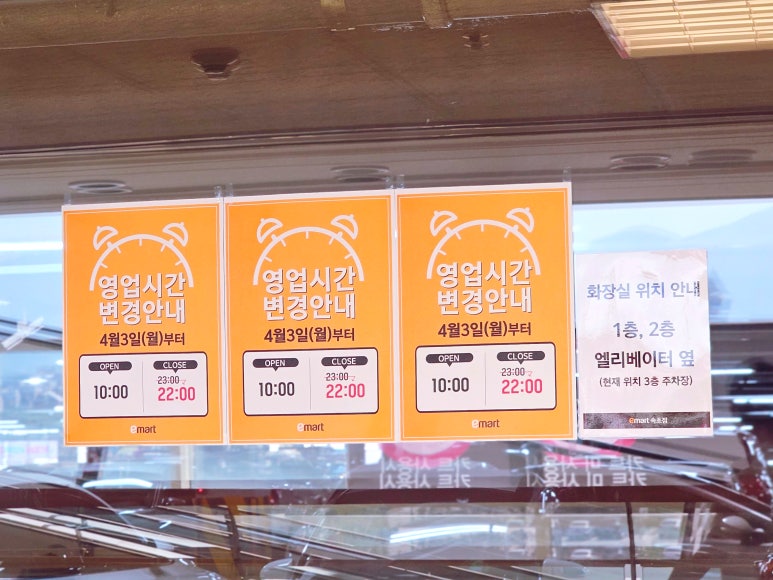 영업시간
변경안내
4월3일(월)부터
OPEN
CLOSE
10:00
23:00
22:00
emart
영업시간
변경안내
4월3일(월)부터
OPEN
CLOSE
10:00
23:00
22:00
emart
영업시간
변경안내
4월3일(월)부터
OPEN
CLOSE
10:00
23:00
22:00
emart
화장실 위치 안내
1층, 2층
엘리베이터 옆
(현재 위치 3층 주차장)
emart 속초점